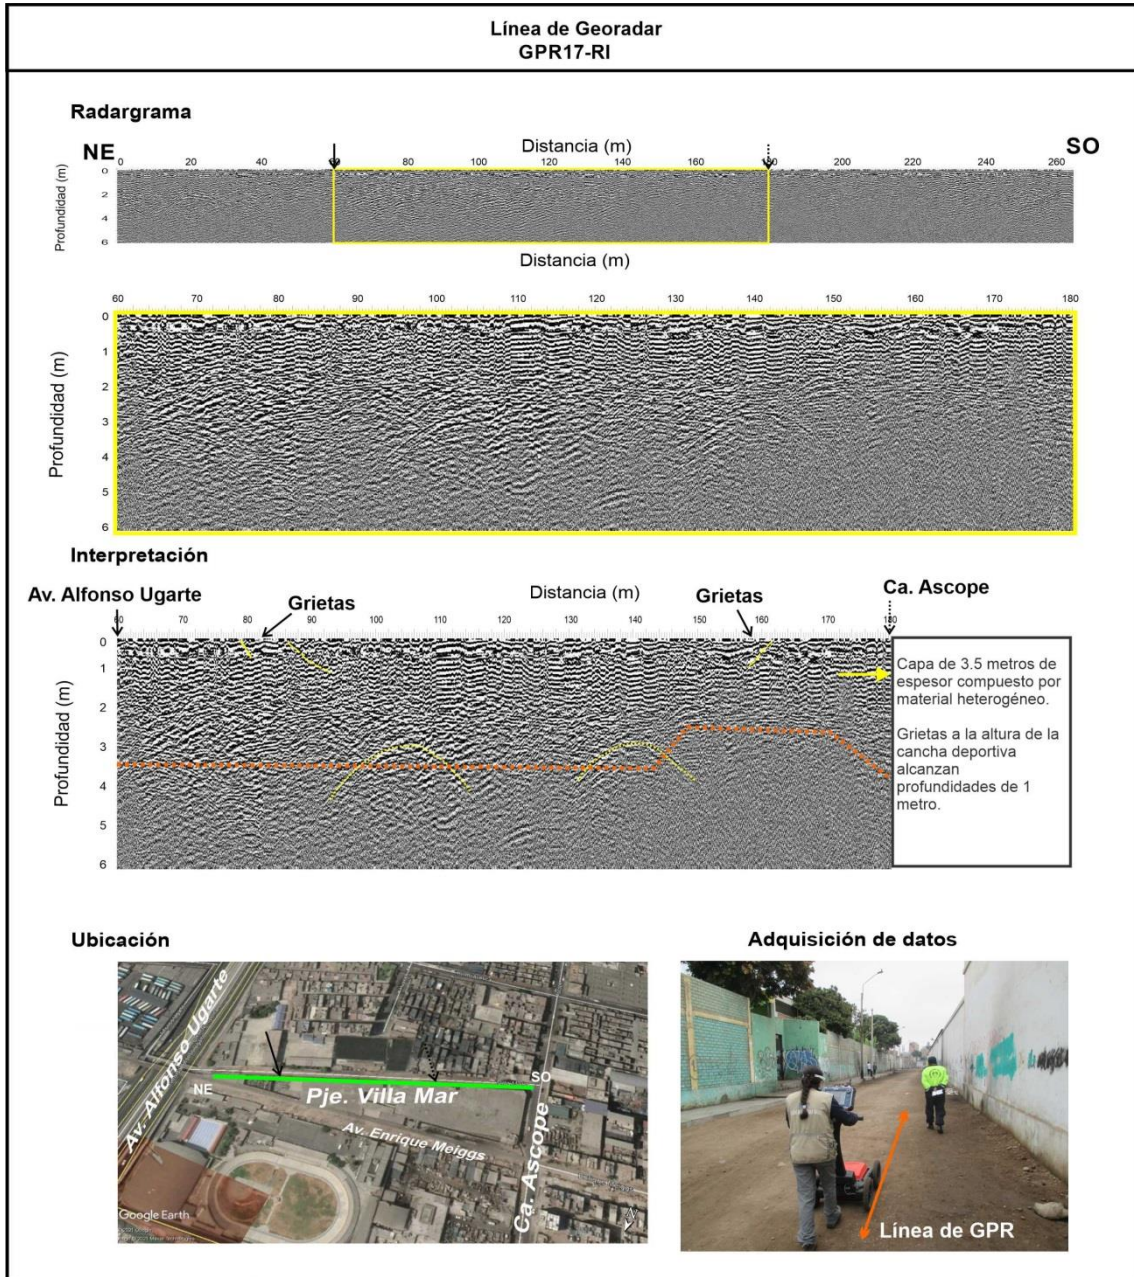 Línea de Georadar
GPR17-RI
Radargrama
Distancia (m)
NE
SO
0 20 40 60 80 100 120 140 160 180 200 220 240 260
Profundidad (m)
0
2
4
6
Distancia (m)
60 70 80 90 100 110 120 130 140 150 160 170 180
Profundidad (m)
0
1
2
3
4
5
6
Interpretación
Av. Alfonso Ugarte
Grietas
Distancia (m)
Grietas
Ca. Ascope
60 70 80 90 100 110 120 130 140 150 160 170 180
Profundidad (m)
0
1
2
3
4
5
6
Capa de 3.5 metros de
espesor compuesto por
material heterogéneo.
Grietas a la altura de la
cancha deportiva
alcanzan
profundidades de 1
metro.
Ubicación
Av. Alfonso Ugarte
NE
SO
Pje. Villa Mar
Av. Enrique Meiggs
Ca. Ascope
Google Earth
N
Adquisición de datos
Línea de GPR